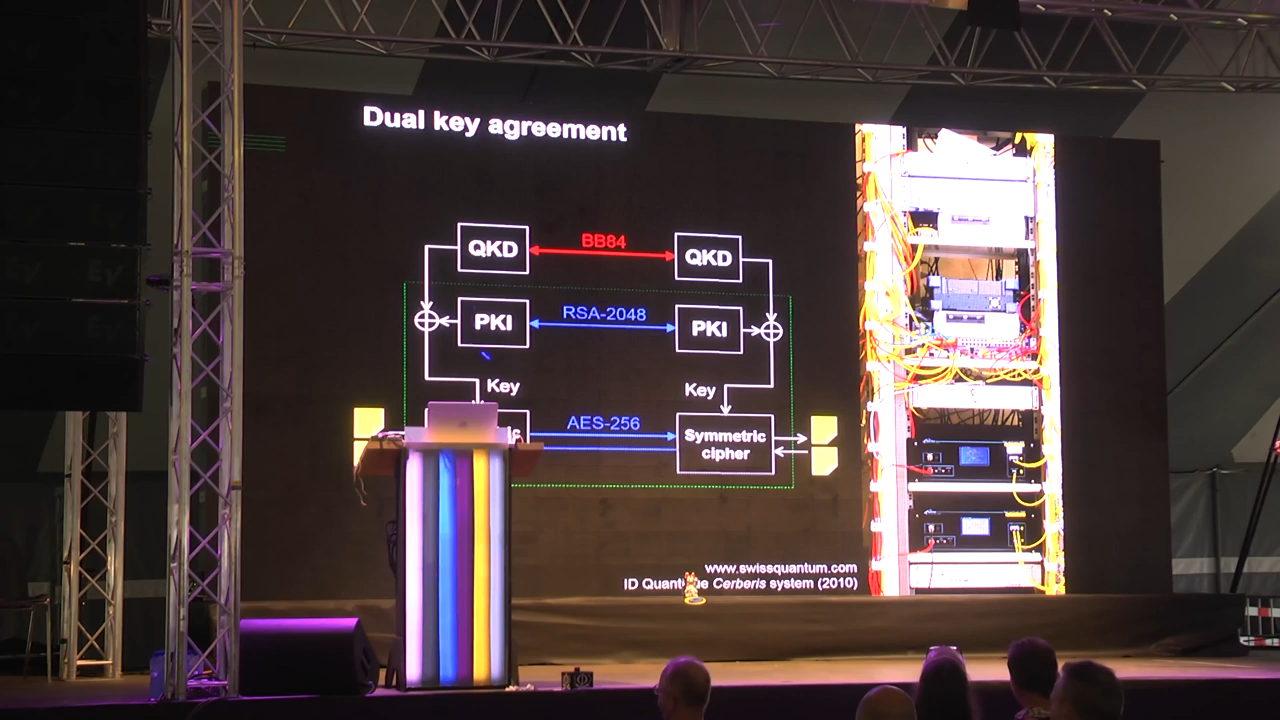 Dual key agreement
QKD
BB84
QKD
PKI
RSA-2048
PKI
Key
Key
AES-256
Symmetric
cipher
www.swissquantum.com
ID Quantique Cerberis system (2010)